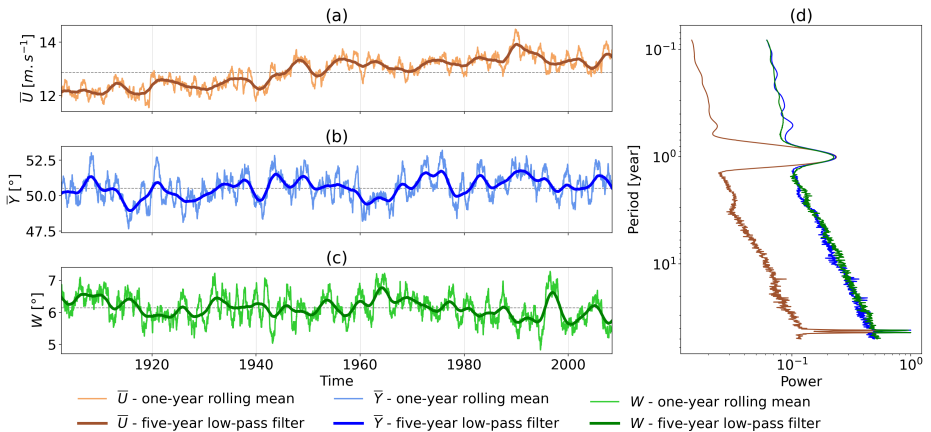 (a)
U̅ [m. s⁻¹]
14
12
(b)
Y̅ [°]
52.5
50.0
47.5
(c)
W [°]
7
6
5
1920 1940 1960 1980 2000
Time
(d)
Period [year]
10⁻¹
10⁰
10¹
10⁻¹ 10⁰
Power
U̅ - one-year rolling mean
U̅ - five-year low-pass filter
Y̅ - one-year rolling mean
Y̅ - five-year low-pass filter
W - one-year rolling mean
W - five-year low-pass filter